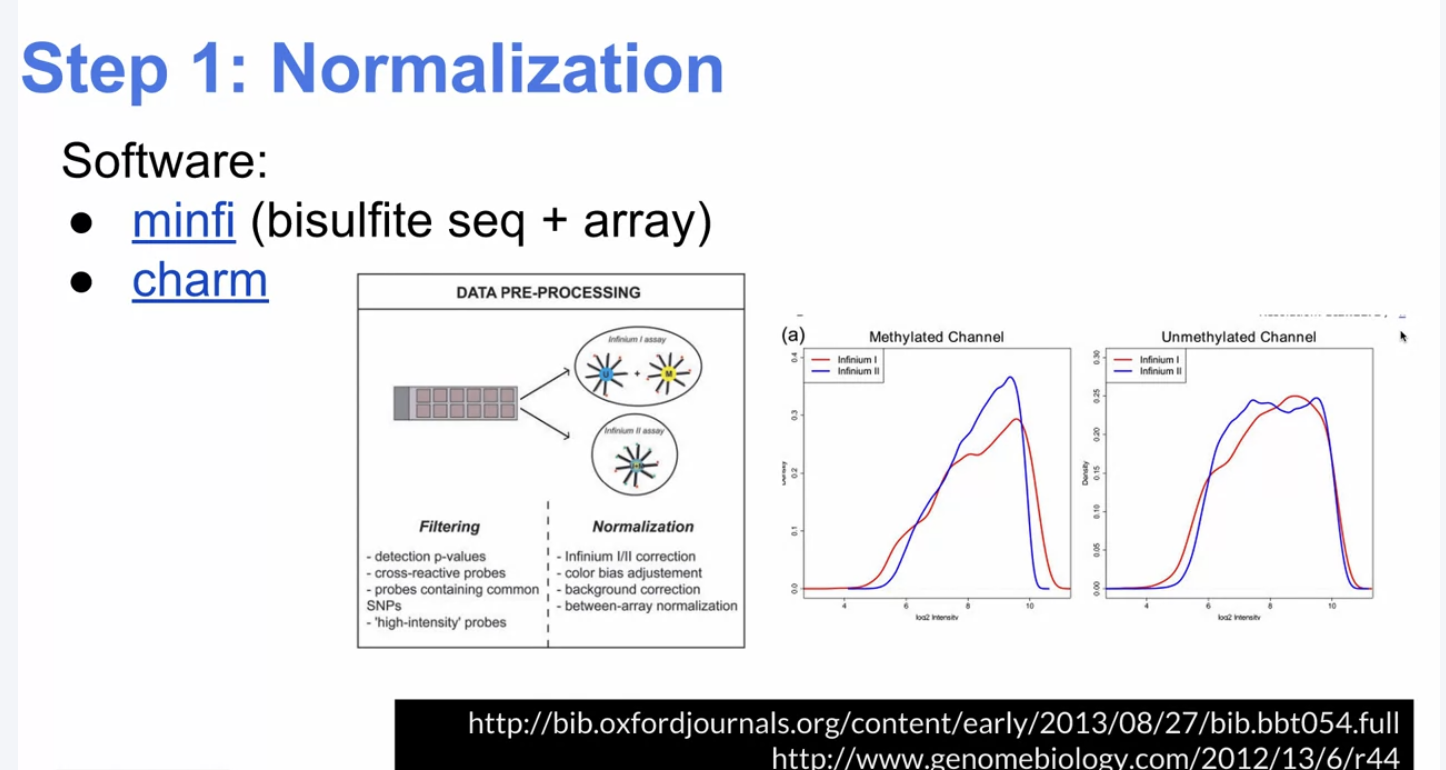 Step 1: Normalization
Software:
● minfi (bisulfite seq + array)
● charm
DATA PRE-PROCESSING
Infinium I assay
U + M
Infinium II assay
Filtering
- detection p-values
- cross-reactive probes
- probes containing common
SNPs
- 'high-intensity' probes
Normalization
- Infinium I/II correction
- color bias adjustement
- background correction
- between-array normalization
(a)
Methylated Channel
Infinium I
Infinium II
0.4
0.3
0.2
0.1
0.0
Density
4 6 8 10
log2 Intensity
Unmethylated Channel
Infinium I
Infinium II
0.30
0.25
0.20
0.15
0.10
0.05
0.00
Density
4 6 8 10
log2 Intensity
http://bib.oxfordjournals.org/content/early/2013/08/27/bib.bbt054.full
http://www.genomebiology.com/2012/13/6/r44